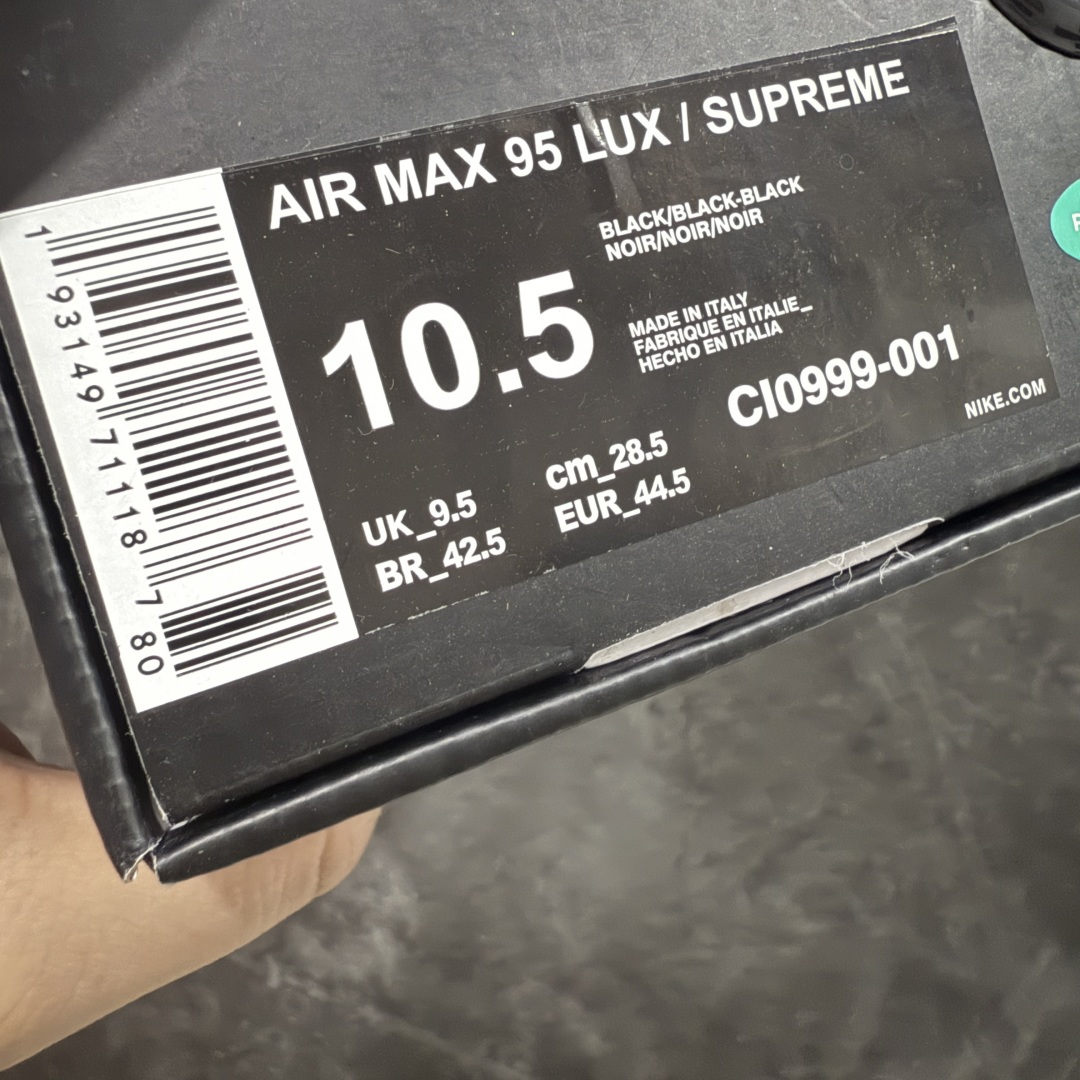 AIR MAX 95 LUX / SUPREME
BLACK/BLACK-BLACK
NOIR/NOIR/NOIR
10.5
MADE IN ITALY
FABRIQUE EN ITALIE_
HECHO EN ITALIA
CI0999-001
NIKE.COM
UK_9.5
cm_28.5
BR_42.5
EUR_44.5
1 93149 71118 7 80